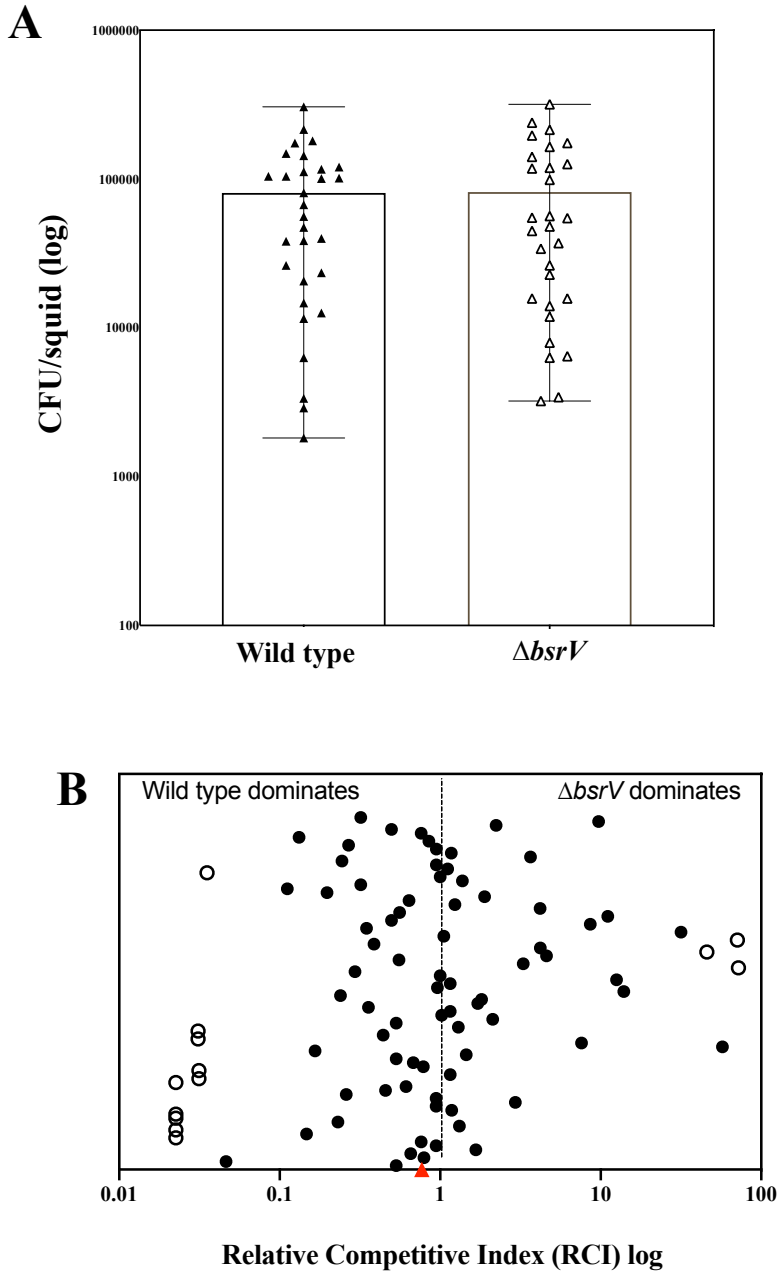 A
1000000
100000
10000
1000
100
CFU/squid (log)
Wild type
ΔbsrV
B
Wild type dominates
ΔbsrV dominates
0.01
0.1
1
10
100
Relative Competitive Index (RCI) log